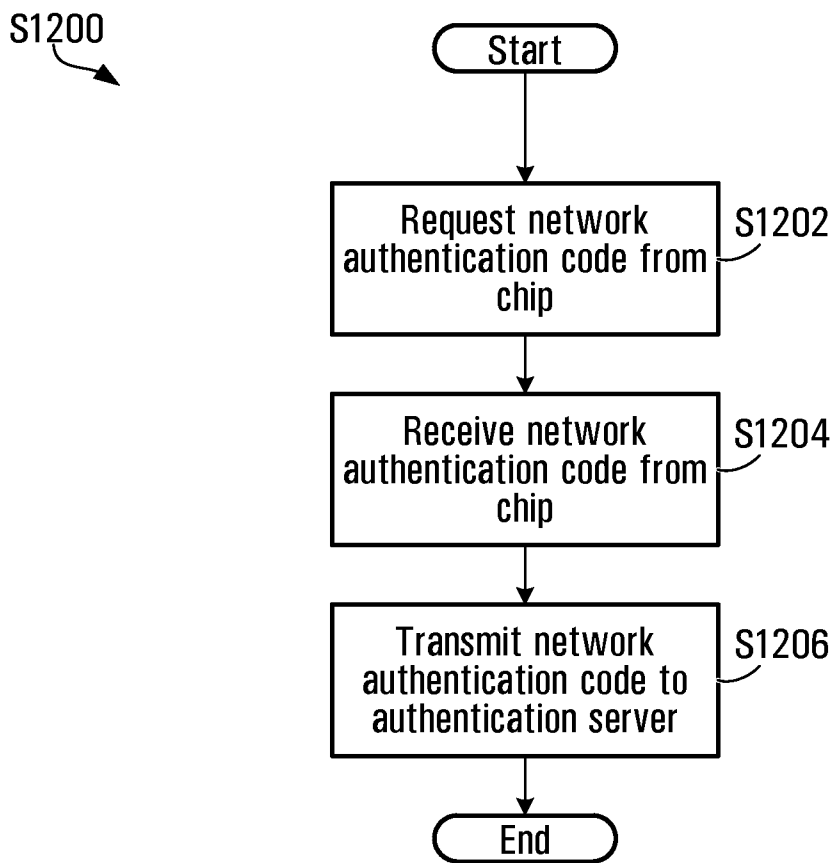 S1200
Start
Request network
authentication code from
chip
S1202
Receive network
authentication code from
chip
S1204
Transmit network
authentication code to
authentication server
S1206
End